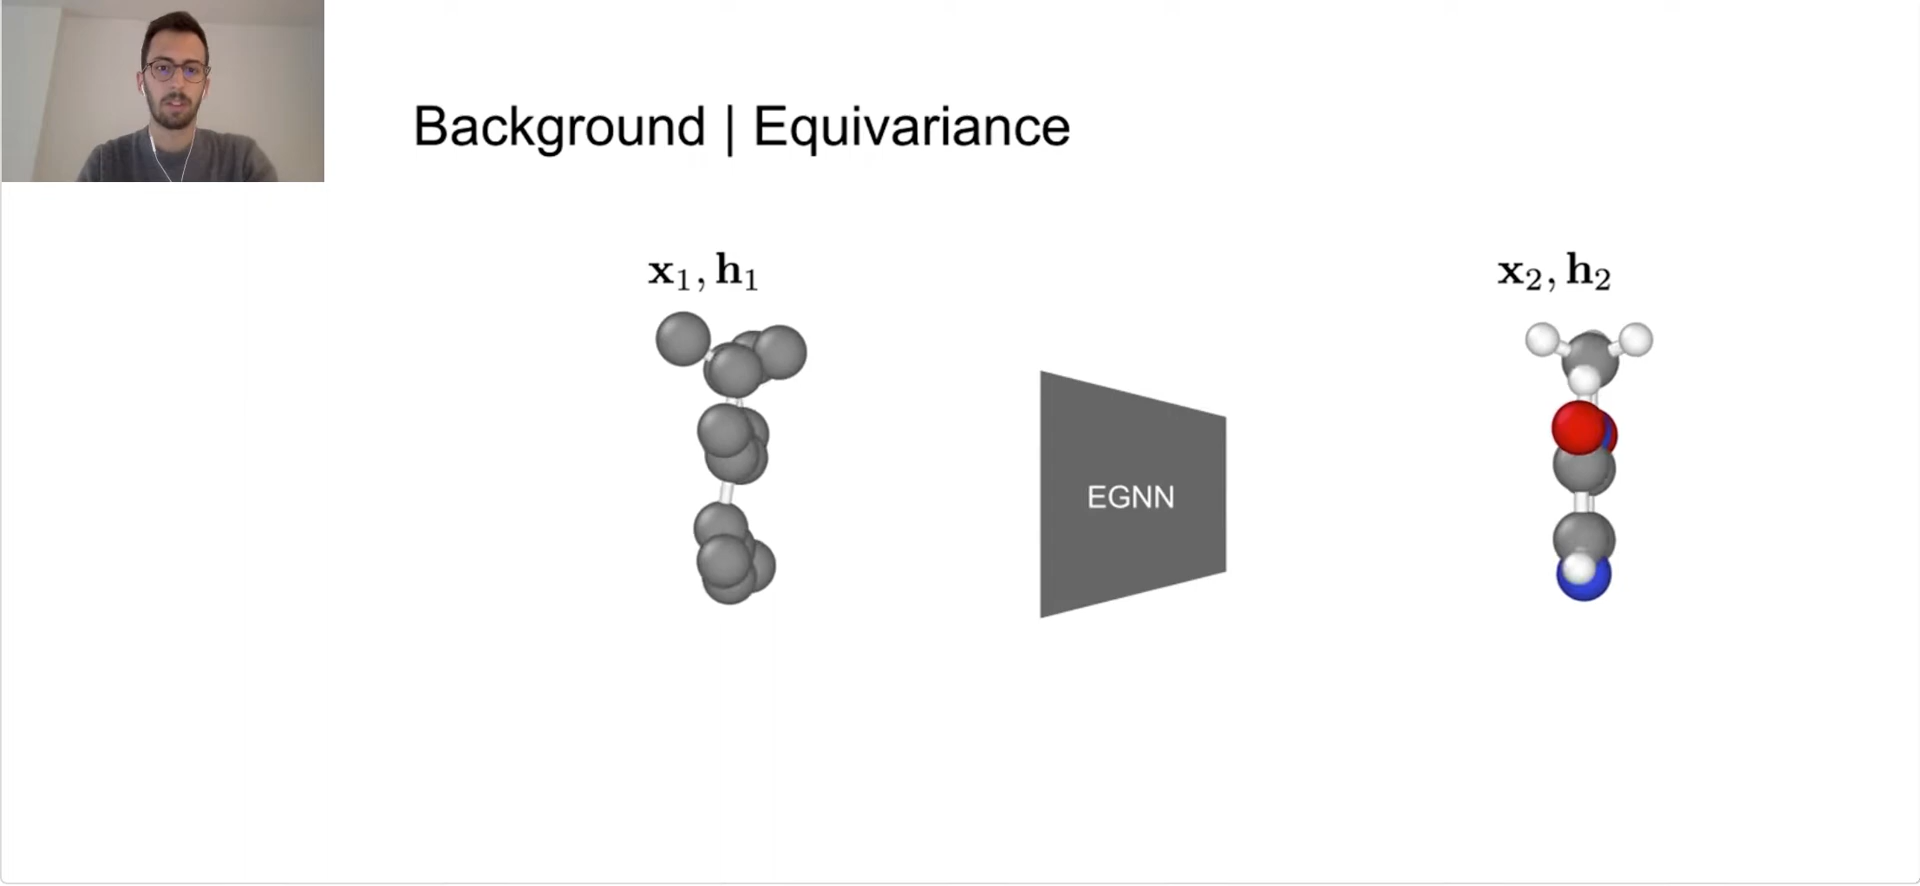 Background | Equivariance
x₁, h₁
x₂, h₂
EGNN